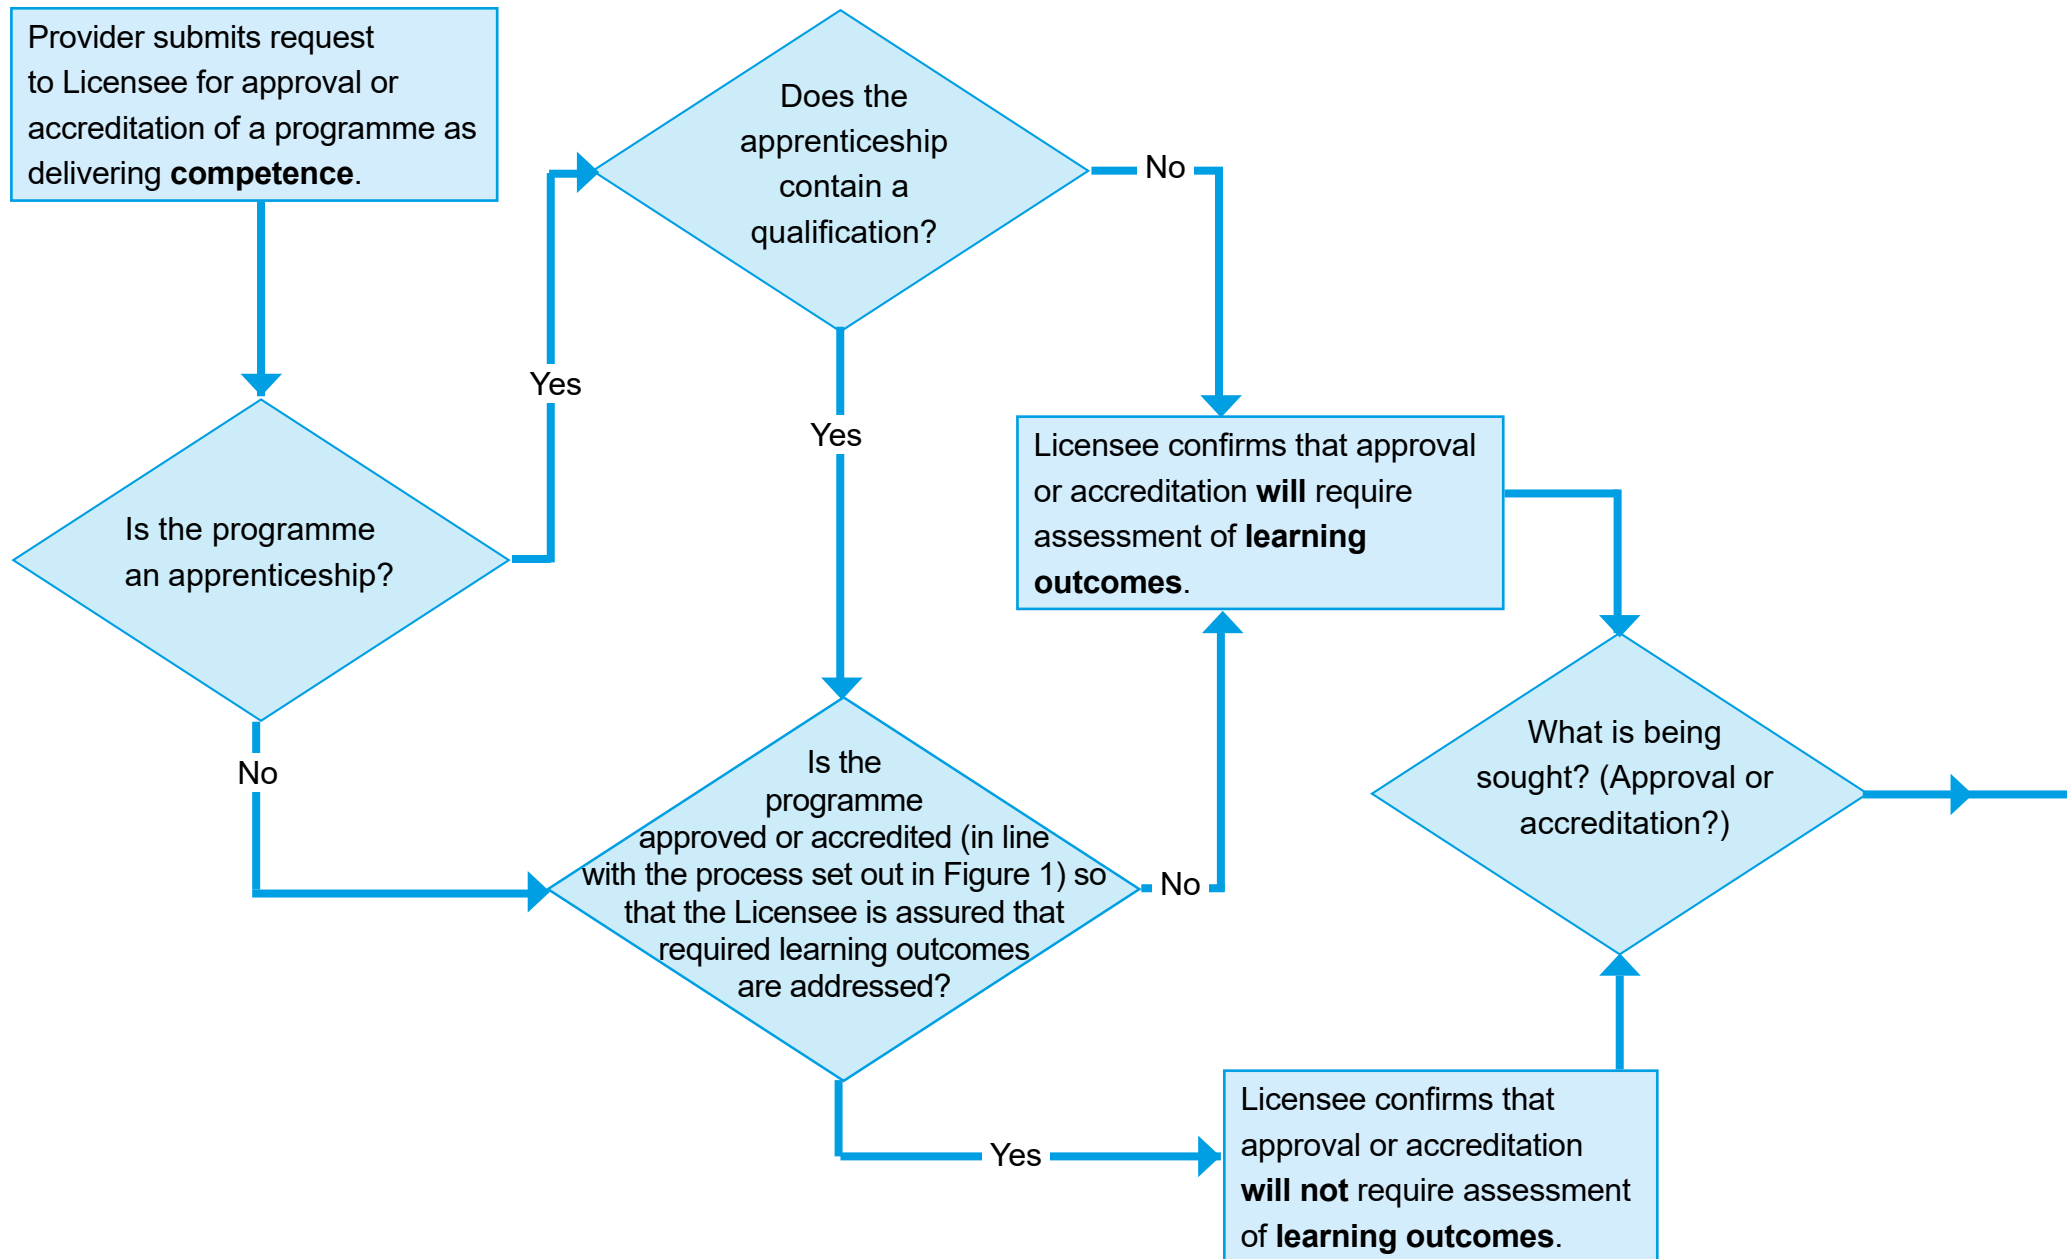 Provider submits request
to Licensee for approval or
accreditation of a programme as
delivering competence.
Does the
apprenticeship
contain a
qualification?
No
Yes
Yes
Is the programme
an apprenticeship?
Licensee confirms that approval
or accreditation will require
assessment of learning
outcomes.
No
Is the
programme
approved or accredited (in line
with the process set out in Figure 1) so
that the Licensee is assured that
required learning outcomes
are addressed?
No
What is being
sought? (Approval or
accreditation?)
Yes
Licensee confirms that
approval or accreditation
will not require assessment
of learning outcomes.